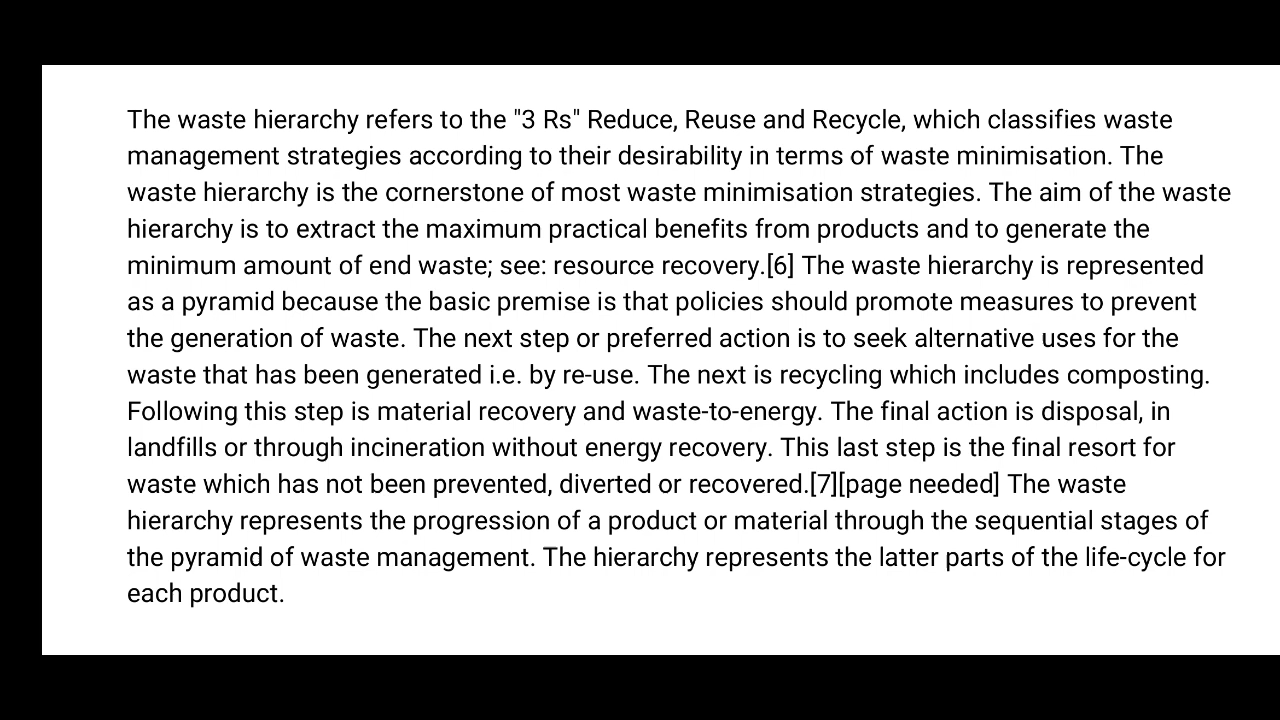 The waste hierarchy refers to the "3 Rs" Reduce, Reuse and Recycle, which classifies waste
management strategies according to their desirability in terms of waste minimisation. The
waste hierarchy is the cornerstone of most waste minimisation strategies. The aim of the waste
hierarchy is to extract the maximum practical benefits from products and to generate the
minimum amount of end waste; see: resource recovery.[6] The waste hierarchy is represented
as a pyramid because the basic premise is that policies should promote measures to prevent
the generation of waste. The next step or preferred action is to seek alternative uses for the
waste that has been generated i.e. by re-use. The next is recycling which includes composting.
Following this step is material recovery and waste-to-energy. The final action is disposal, in
landfills or through incineration without energy recovery. This last step is the final resort for
waste which has not been prevented, diverted or recovered.[7][page needed] The waste
hierarchy represents the progression of a product or material through the sequential stages of
the pyramid of waste management. The hierarchy represents the latter parts of the life-cycle for
each product.